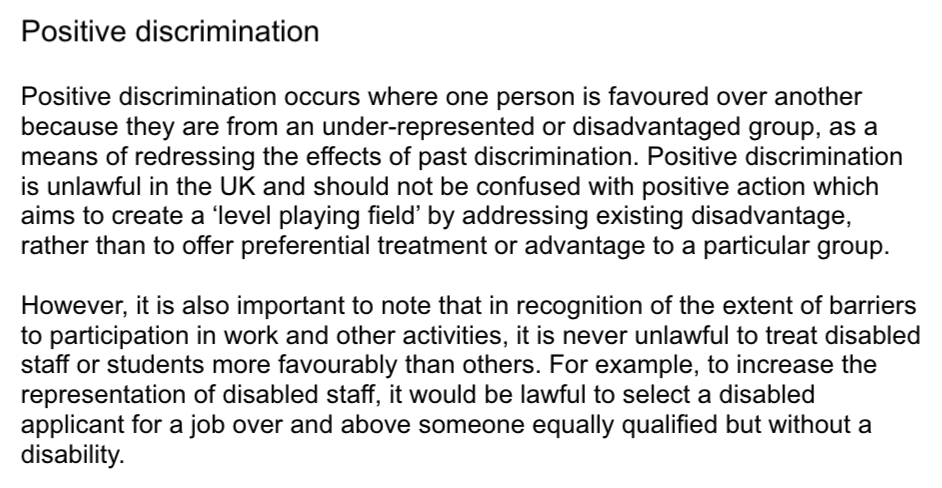 Positive discrimination
Positive discrimination occurs where one person is favoured over another
because they are from an under-represented or disadvantaged group, as a
means of redressing the effects of past discrimination. Positive discrimination
is unlawful in the UK and should not be confused with positive action which
aims to create a ‘level playing field’ by addressing existing disadvantage,
rather than to offer preferential treatment or advantage to a particular group.
However, it is also important to note that in recognition of the extent of barriers
to participation in work and other activities, it is never unlawful to treat disabled
staff or students more favourably than others. For example, to increase the
representation of disabled staff, it would be lawful to select a disabled
applicant for a job over and above someone equally qualified but without a
disability.